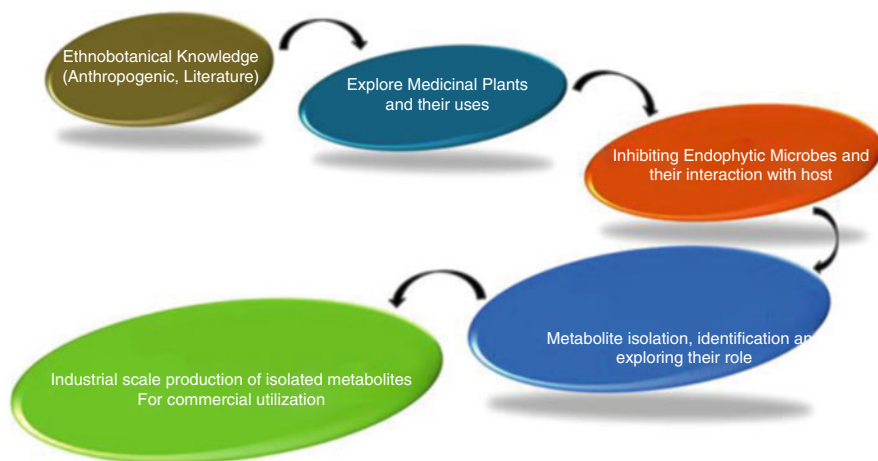 Ethnobotanical Knowledge
(Anthropogenic, Literature)
Explore Medicinal Plants
and their uses
Inhibiting Endophytic Microbes and
their interaction with host
Metabolite isolation, identification an
exploring their role
Industrial scale production of isolated metabolites
For commercial utilization